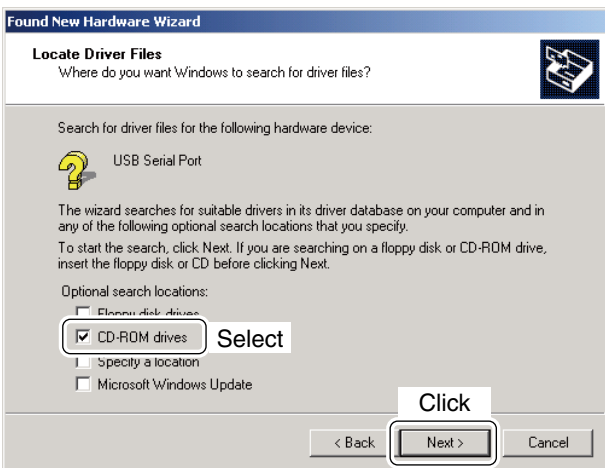 Found New Hardware Wizard
Locate Driver Files
Where do you want Windows to search for driver files?
Search for driver files for the following hardware device:
USB Serial Port
The wizard searches for suitable drivers in its driver database on your computer and in
any of the following optional search locations that you specify.
To start the search, click Next. If you are searching on a floppy disk or CD-ROM drive,
insert the floppy disk or CD before clicking Next.
Optional search locations:
Floppy disk drives
CD-ROM drives Select
Specify a location
Microsoft Windows Update
Click
< Back Next > Cancel